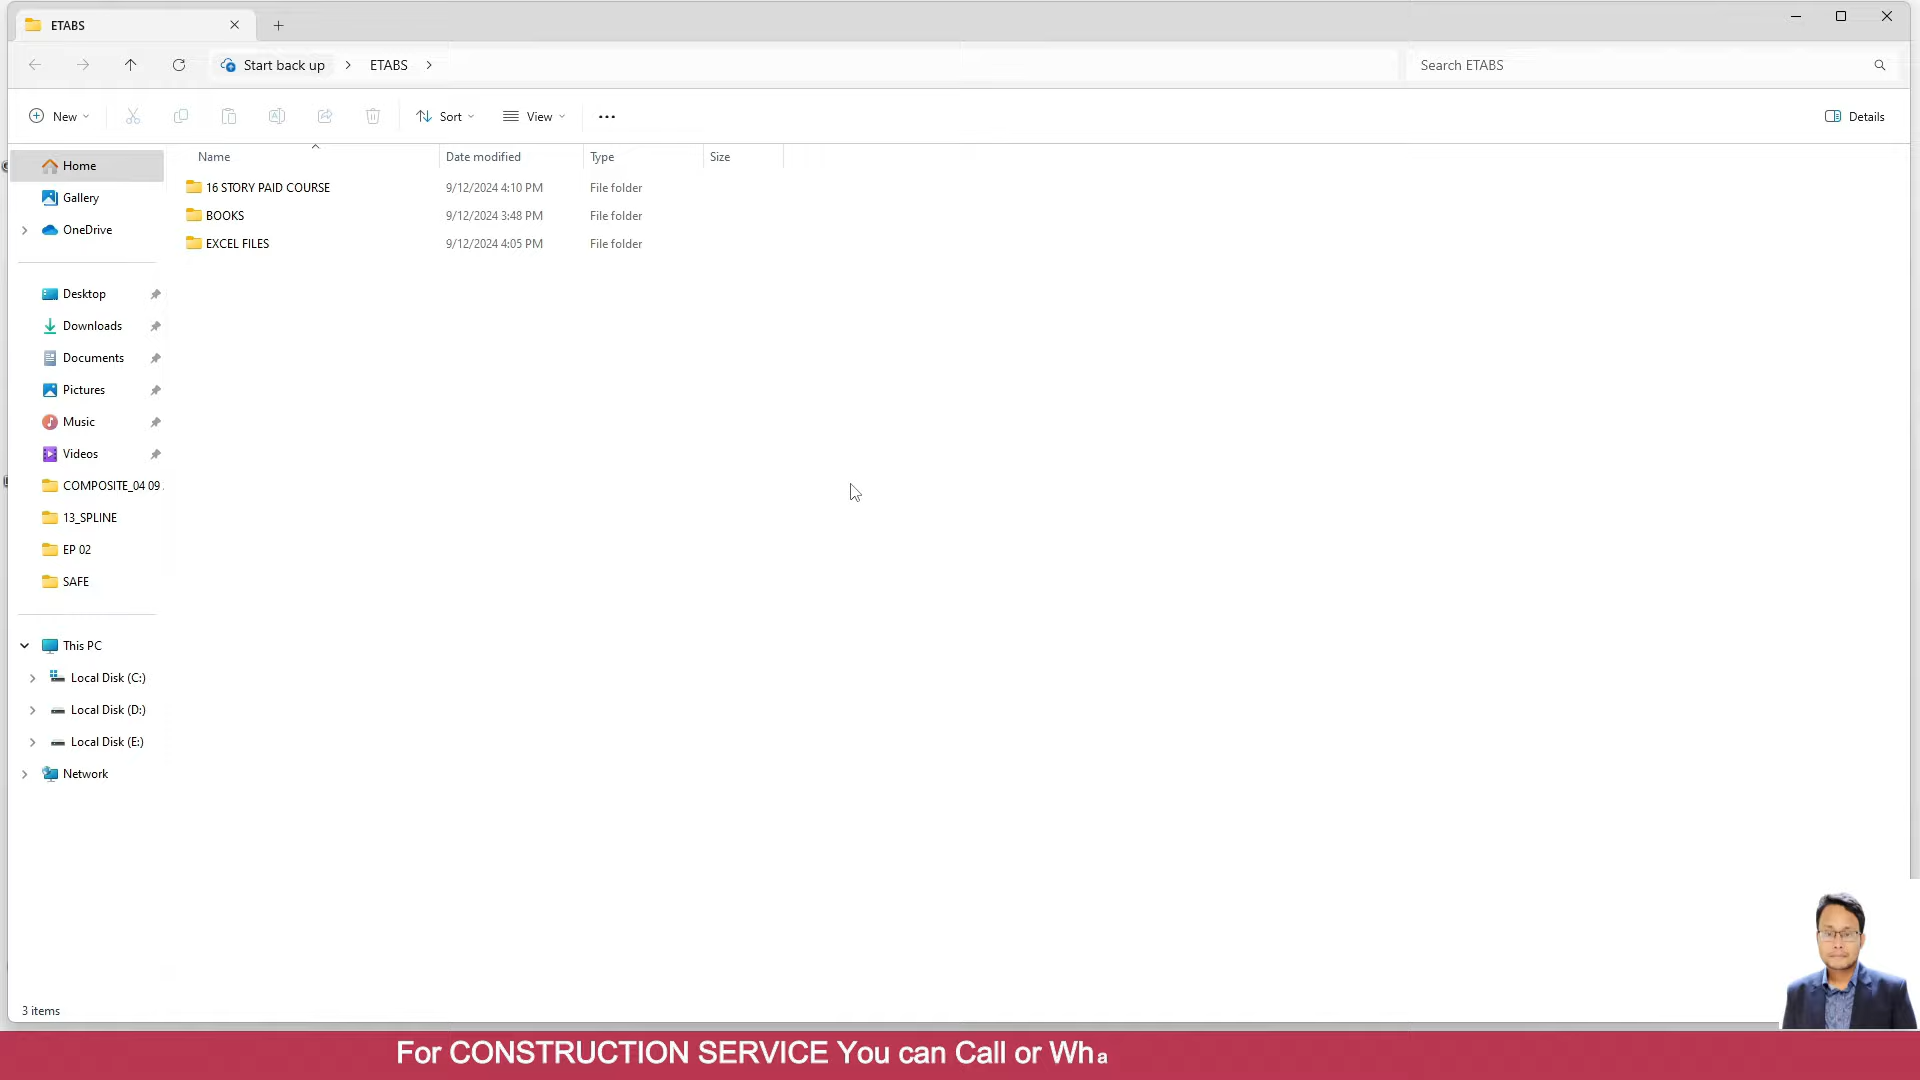 ETABS
Start back up > ETABS >
Search ETABS
New
Sort
View
Details
Name Date modified Type Size
16 STORY PAID COURSE 9/12/2024 4:10 PM File folder
BOOKS 9/12/2024 3:48 PM File folder
EXCEL FILES 9/12/2024 4:05 PM File folder
Home
Gallery
OneDrive
Desktop
Downloads
Documents
Pictures
Music
Videos
COMPOSITE_04 09
13_SPLINE
EP 02
SAFE
This PC
Local Disk (C:)
Local Disk (D:)
Local Disk (E:)
Network
3 items
For CONSTRUCTION SERVICE You can Call or Wha